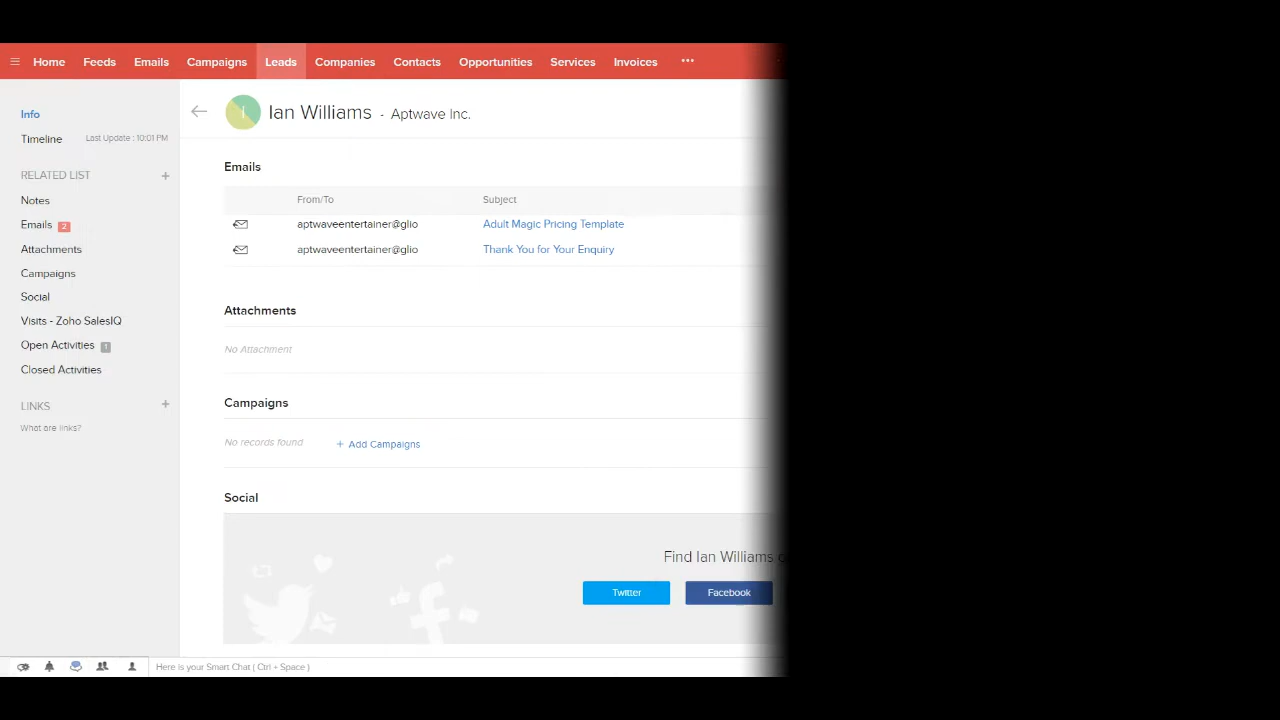 Home Feeds Emails Campaigns Leads Companies Contacts Opportunities Services Invoices •••
I Ian Williams - Aptwave Inc.
Info
Timeline Last Update : 10:01 PM
RELATED LIST +
Notes
Emails 2
Attachments
Campaigns
Social
Visits - Zoho SalesIQ
Open Activities 1
Closed Activities
LINKS +
What are links?
Emails
From/To Subject
aptwaveentertainer@glio Adult Magic Pricing Template
aptwaveentertainer@glio Thank You for Your Enquiry
Attachments
No Attachment
Campaigns
No records found + Add Campaigns
Social
Find Ian Williams
Twitter Facebook
Here is your Smart Chat ( Ctrl + Space )